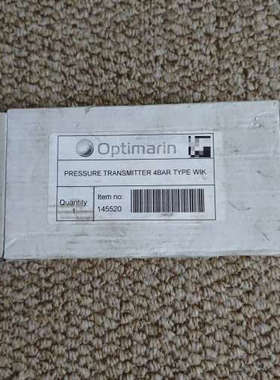 Optimarin
PRESSURE TRANSMITTER 4BAR TYPE WIK
Quantity
1
Item no:
145520